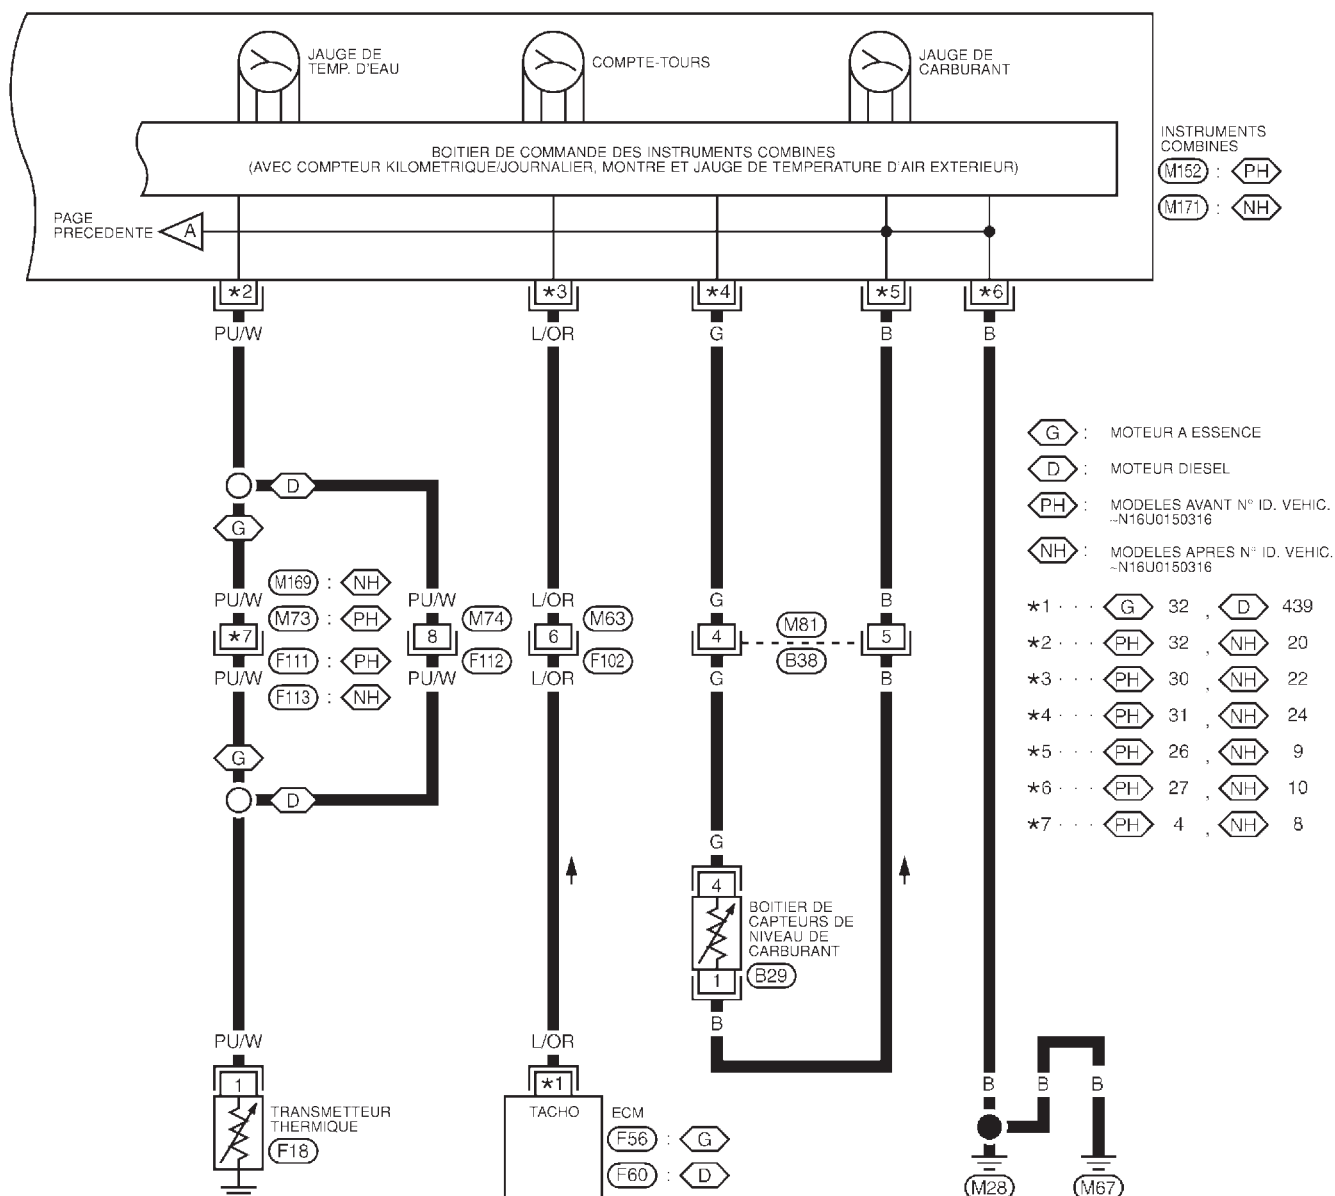 JAUGE DE
TEMP. D'EAU
COMPTE-TOURS
JAUGE DE
CARBURANT
BOITIER DE COMMANDE DES INSTRUMENTS COMBINES
(AVEC COMPTEUR KILOMETRIQUE/JOURNALIER, MONTRE ET JAUGE DE TEMPERATURE D'AIR EXTERIEUR)
INSTRUMENTS
COMBINES
M152 : PH
M171 : NH
PAGE
PRECEDENTE A
*2 *3 *4 *5 *6
PU/W L/OR G B B
G : MOTEUR A ESSENCE
D : MOTEUR DIESEL
PH : MODELES AVANT N° ID. VEHIC.
~N16U0150316
NH : MODELES APRES N° ID. VEHIC.
~N16U0150316
D
G
M169 : NH
PU/W M73 : PH PU/W M74 L/OR M63 G M81 B
*7 8 6 4 5
PU/W F111 : PH PU/W F112 L/OR F102 G B38 B
F113 : NH
G
D
*1 · · · G 32 , D 439
*2 · · · PH 32 , NH 20
*3 · · · PH 30 , NH 22
*4 · · · PH 31 , NH 24
*5 · · · PH 26 , NH 9
*6 · · · PH 27 , NH 10
*7 · · · PH 4 , NH 8
G
4
BOITIER DE
CAPTEURS DE
NIVEAU DE
CARBURANT
1 B29
B
PU/W L/OR
1 *1
B B B
TRANSMETTEUR
THERMIQUE
F18
TACHO ECM
F56 : G
F60 : D
M28 M67